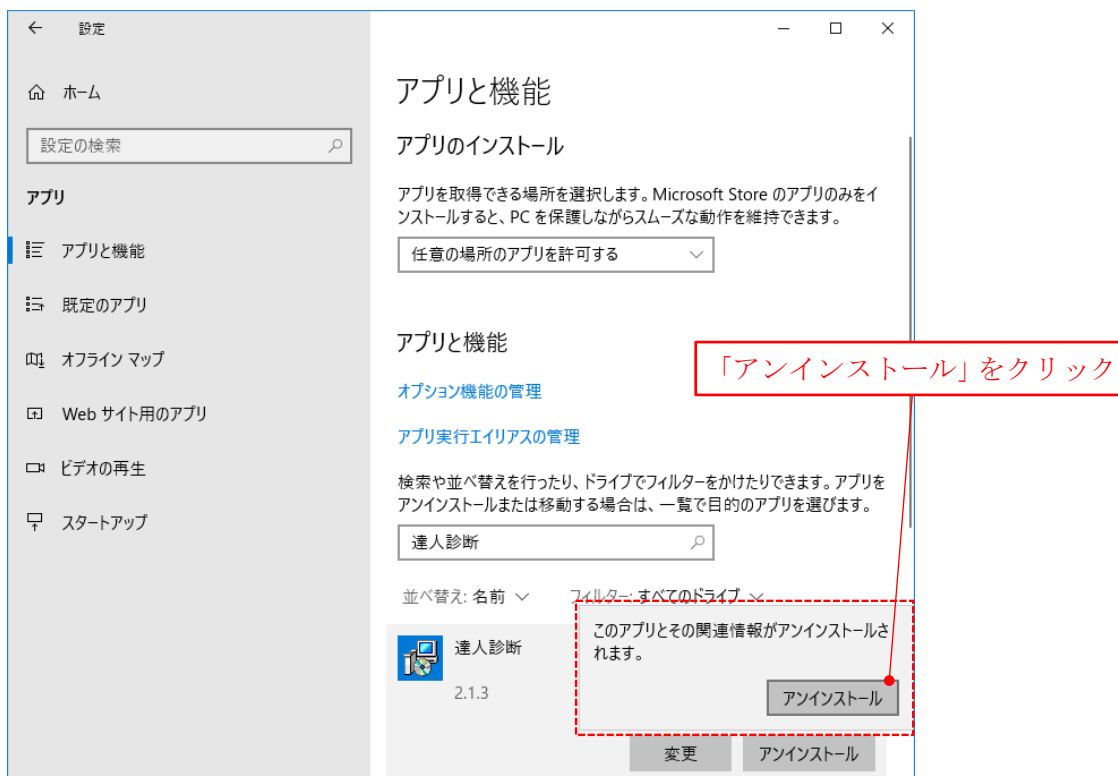 設定
ホーム
設定の検索
アプリ
アプリと機能
既定のアプリ
オフライン マップ
Web サイト用のアプリ
ビデオの再生
スタートアップ
アプリと機能
アプリのインストール
アプリを取得できる場所を選択します。Microsoft Store のアプリのみをイ
ンストールすると、PC を保護しながらスムーズな動作を維持できます。
任意の場所のアプリを許可する
アプリと機能
「アンインストール」をクリック
オプション機能の管理
アプリ実行エイリアスの管理
検索や並べ替えを行ったり、ドライブでフィルターをかけたりできます。アプリを
アンインストールまたは移動する場合は、一覧で目的のアプリを選びます。
達人診断
並べ替え: 名前
フィルター: すべてのドライブ
達人診断
2.1.3
このアプリとその関連情報がアンインストールさ
れます。
アンインストール
変更
アンインストール